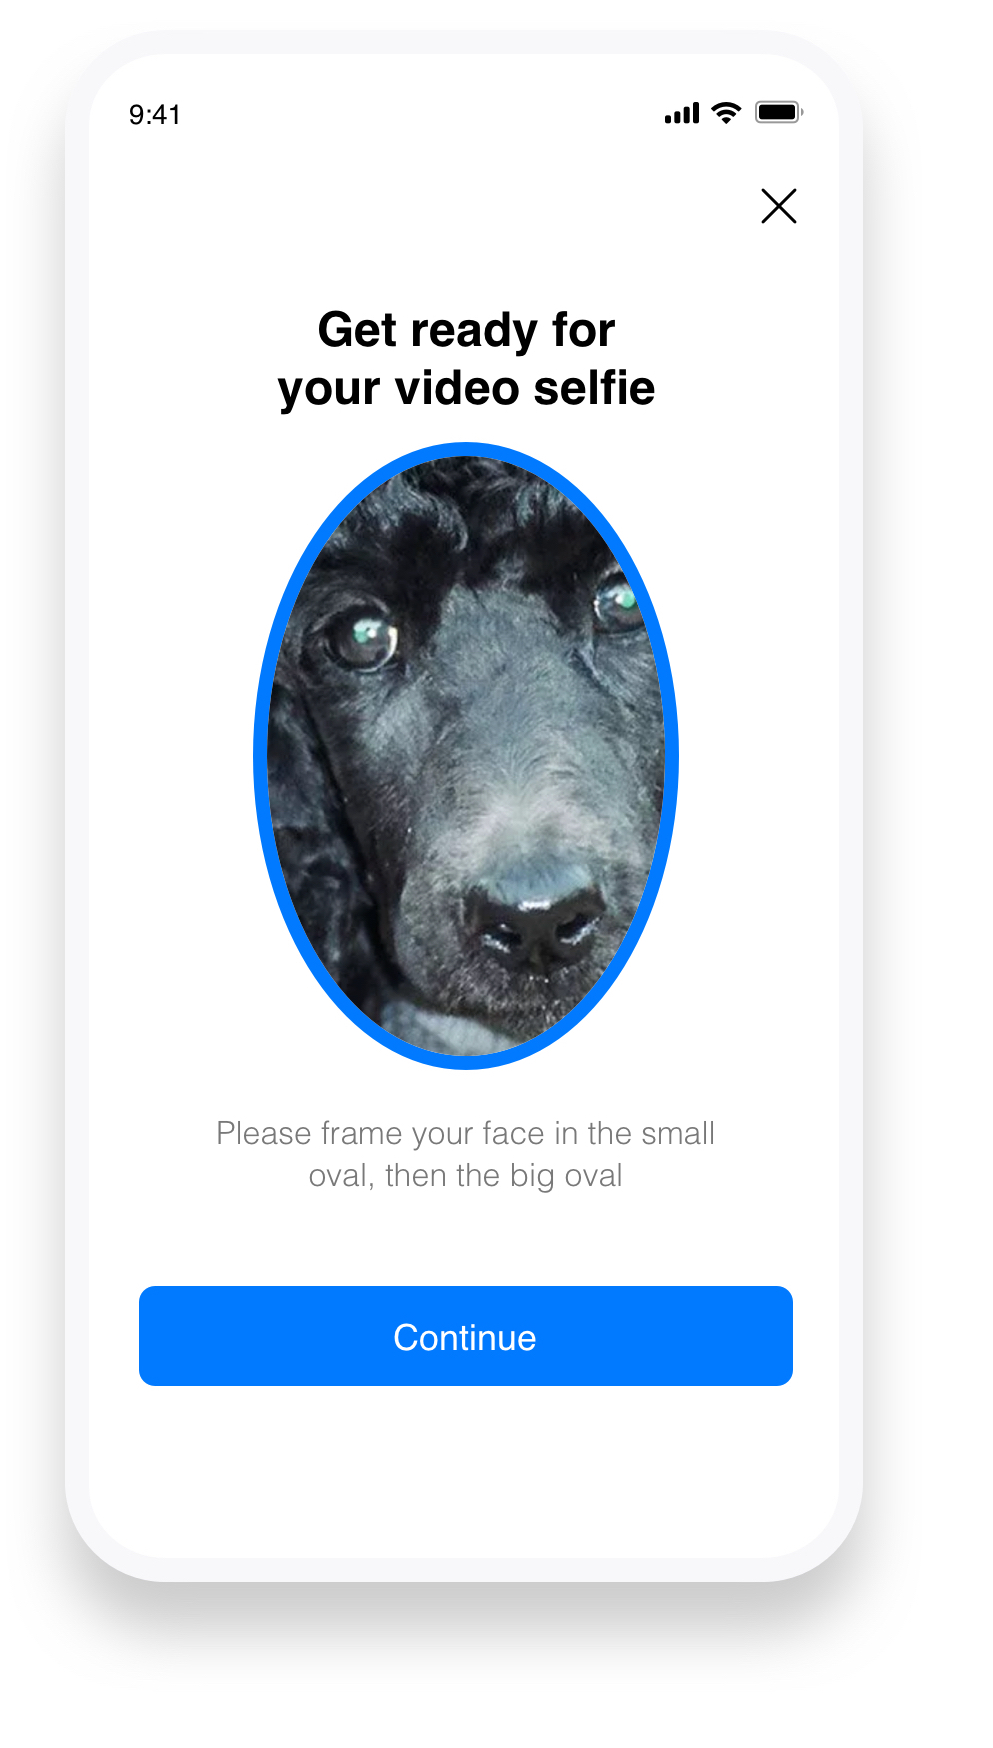 9:41
Get ready for
your video selfie
Please frame your face in the small
oval, then the big oval
Continue